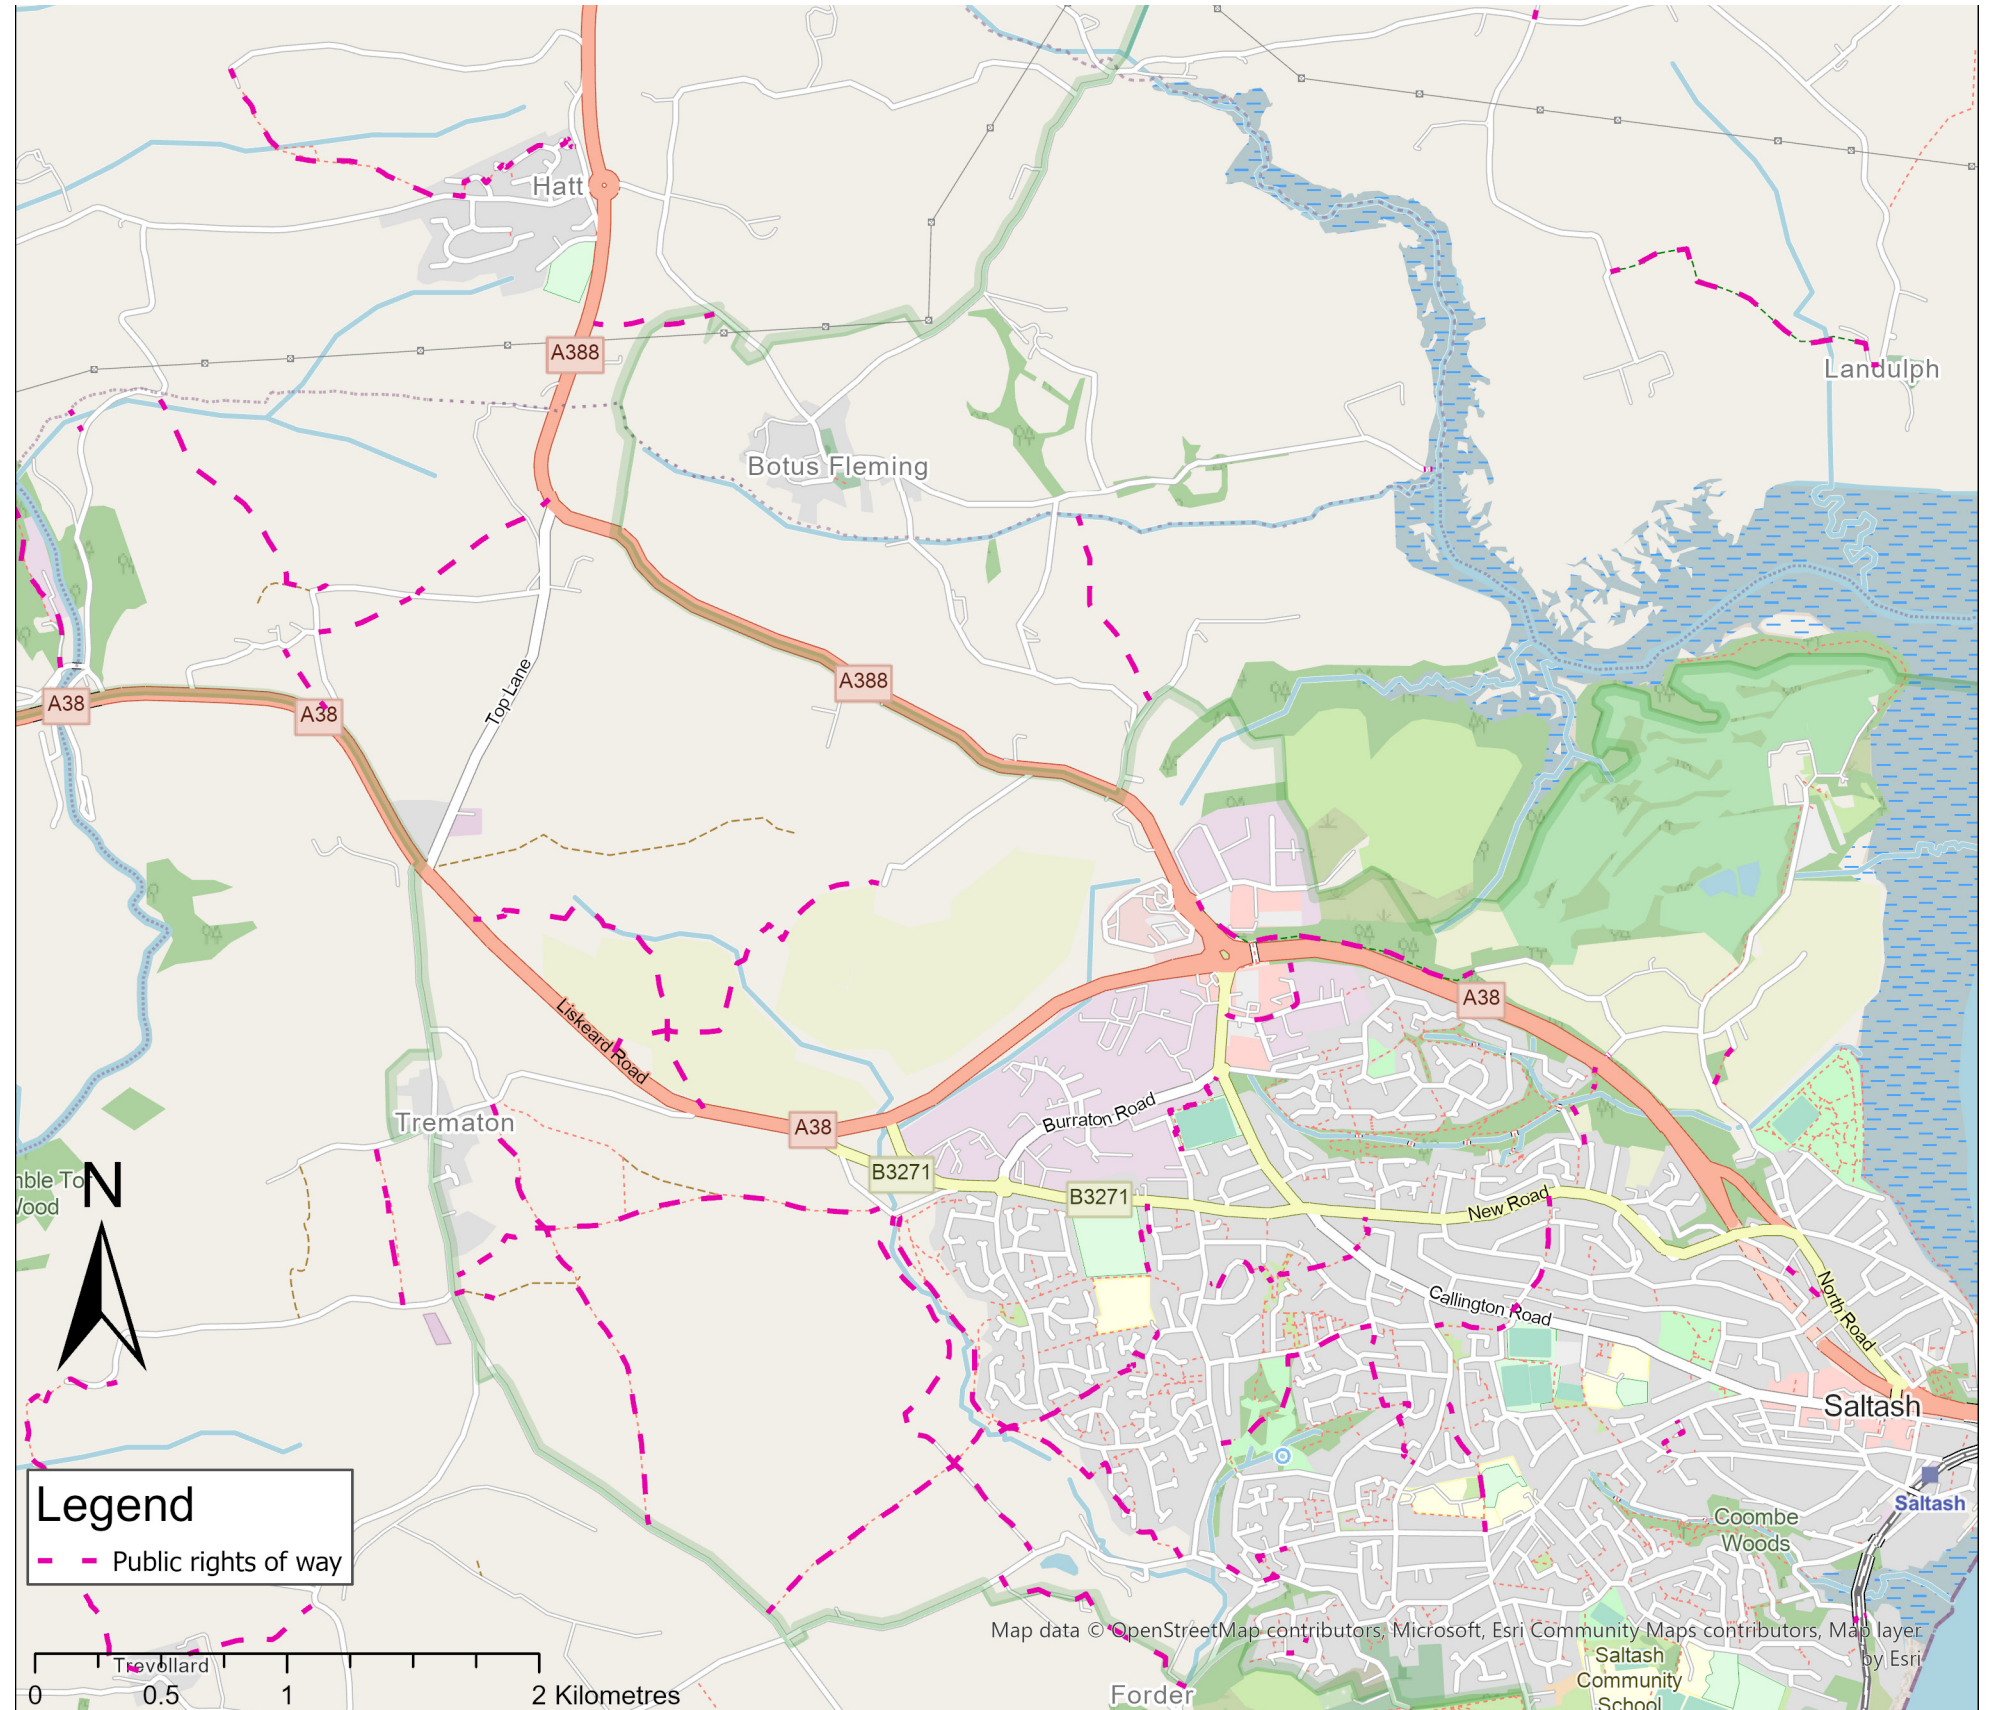 Hatt
A388
Landulph
Botus Fleming
A388
Top Lane
A38
A38
A38
Liskeard Road
Trematon
A38
Burraton Road
B3271
B3271
New Road
Callington Road
North Road
N
Saltash
Saltash
Coombe
Woods
Legend
Public rights of way
Map data © OpenStreetMap contributors, Microsoft, Esri Community Maps contributors, Map layer
by Esri
Trevollard
0 0.5 1 2 Kilometres
Forder
Saltash
Community
School